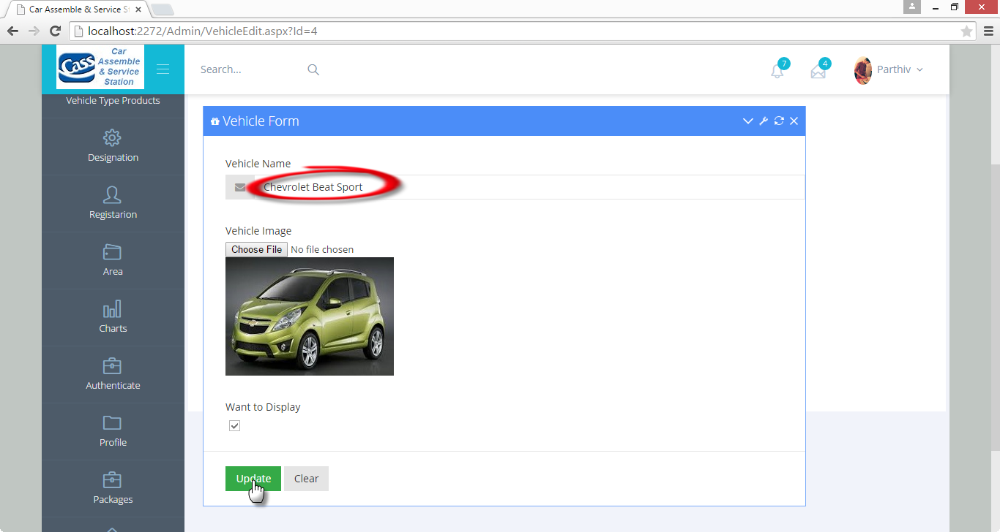 Car Assemble & Service St
localhost:2272/Admin/VehicleEdit.aspx?Id=4
Cass
Car
Assemble
& Service
Station
Search...
7
4
Parthiv
Vehicle Type Products
Designation
Registarion
Area
Charts
Authenticate
Profile
Packages
Vehicle Form
Vehicle Name
Chevrolet Beat Sport
Vehicle Image
Choose File No file chosen
Want to Display
Update Clear